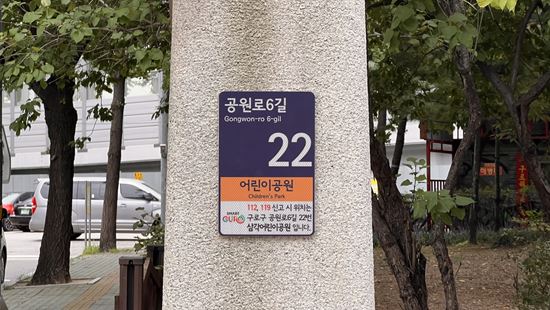 공원로6길
Gongwon-ro 6-gil
22
어린이공원
Children's Park
112, 119 신고 시 위치는
SMART GURO
구로구 공원로6길 22번
삼각어린이공원 입니다.